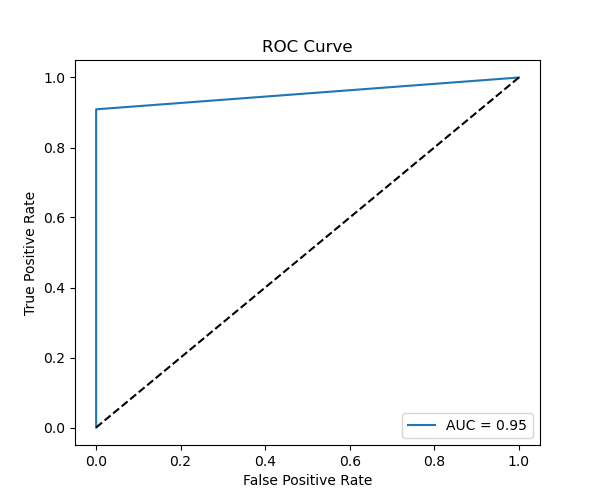 ROC Curve
True Positive Rate
1.0
0.8
0.6
0.4
0.2
0.0
AUC = 0.95
0.0 0.2 0.4 0.6 0.8 1.0
False Positive Rate